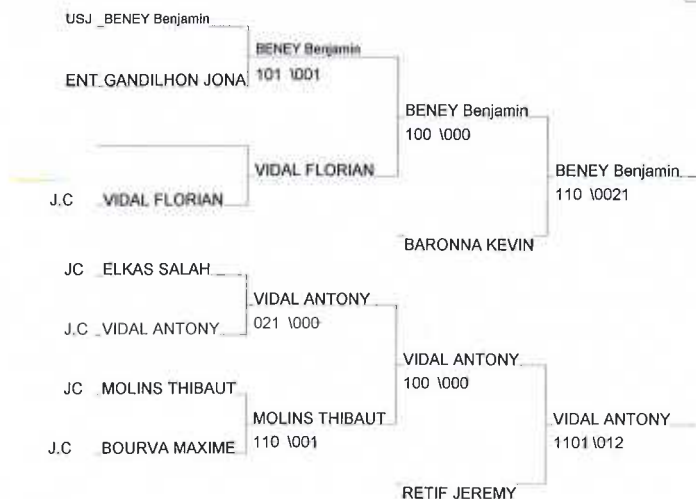 USJ BENEY Benjamin
BENEY Benjamin
101 \001
ENT GANDILHON JONA
BENEY Benjamin
100 \000
VIDAL FLORIAN
BENEY Benjamin
110 \0021
J.C VIDAL FLORIAN
BARONNA KEVIN
JC ELKAS SALAH
VIDAL ANTONY
021 \000
J.C VIDAL ANTONY
VIDAL ANTONY
100 \000
JC MOLINS THIBAUT
MOLINS THIBAUT
110 \001
VIDAL ANTONY
1101 \012
J.C BOURVA MAXIME
RETIF JEREMY